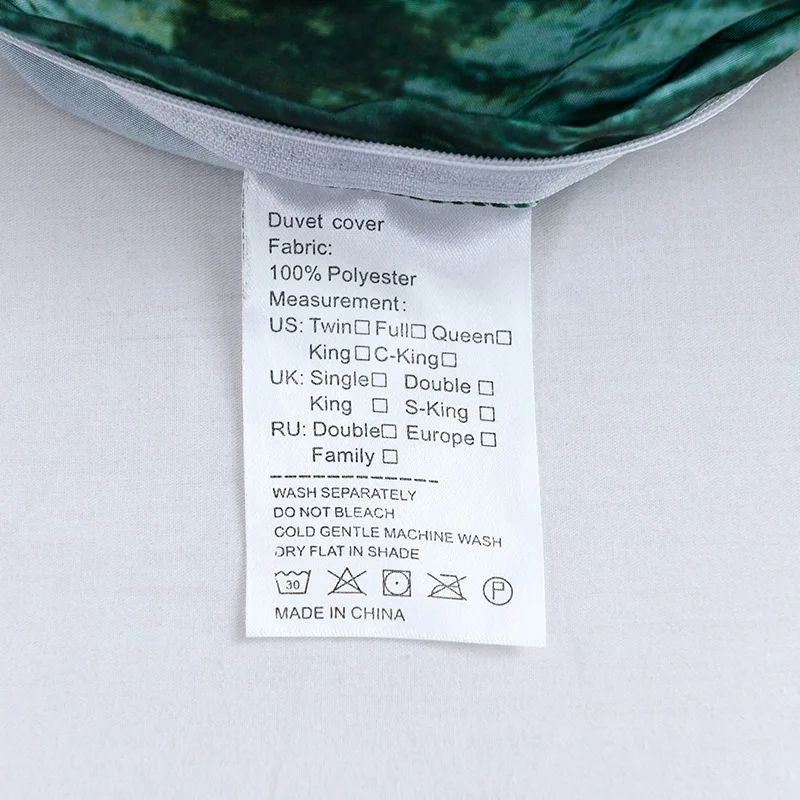 Duvet cover
Fabric:
100% Polyester
Measurement:
US: Twin☐ Full☐ Queen☐
King☐ C-King☐
UK: Single☐ Double ☐
King ☐ S-King ☐
RU: Double☐ Europe ☐
Family ☐
WASH SEPARATELY
DO NOT BLEACH
COLD GENTLE MACHINE WASH
DRY FLAT IN SHADE
30 P
MADE IN CHINA